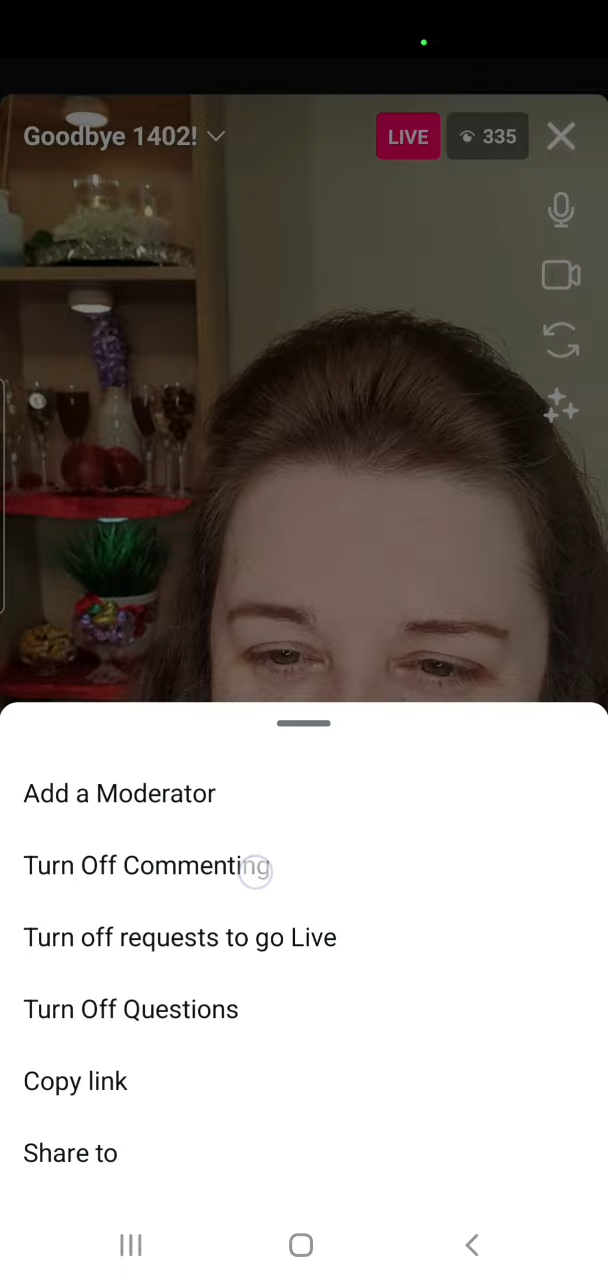 Goodbye 1402!
LIVE
335
Add a Moderator
Turn Off Commenting
Turn off requests to go Live
Turn Off Questions
Copy link
Share to